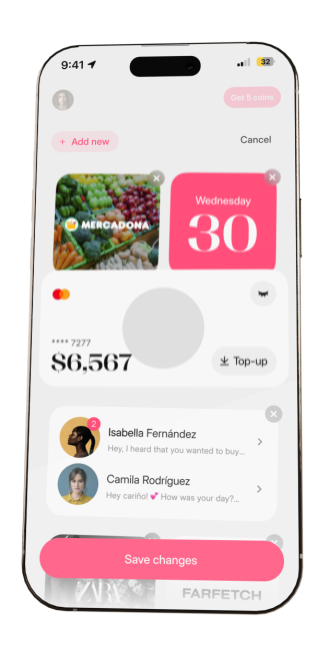 9:41
32
Get 5 coins
+ Add new
Cancel
MERCADONA
Wednesday
30
**** 7277
$6,567
Top-up
2
Isabella Fernández
Hey, I heard that you wanted to buy...
Camila Rodríguez
Hey cariño! 💕 How was your day?...
Save changes
ZARA
FARFETCH